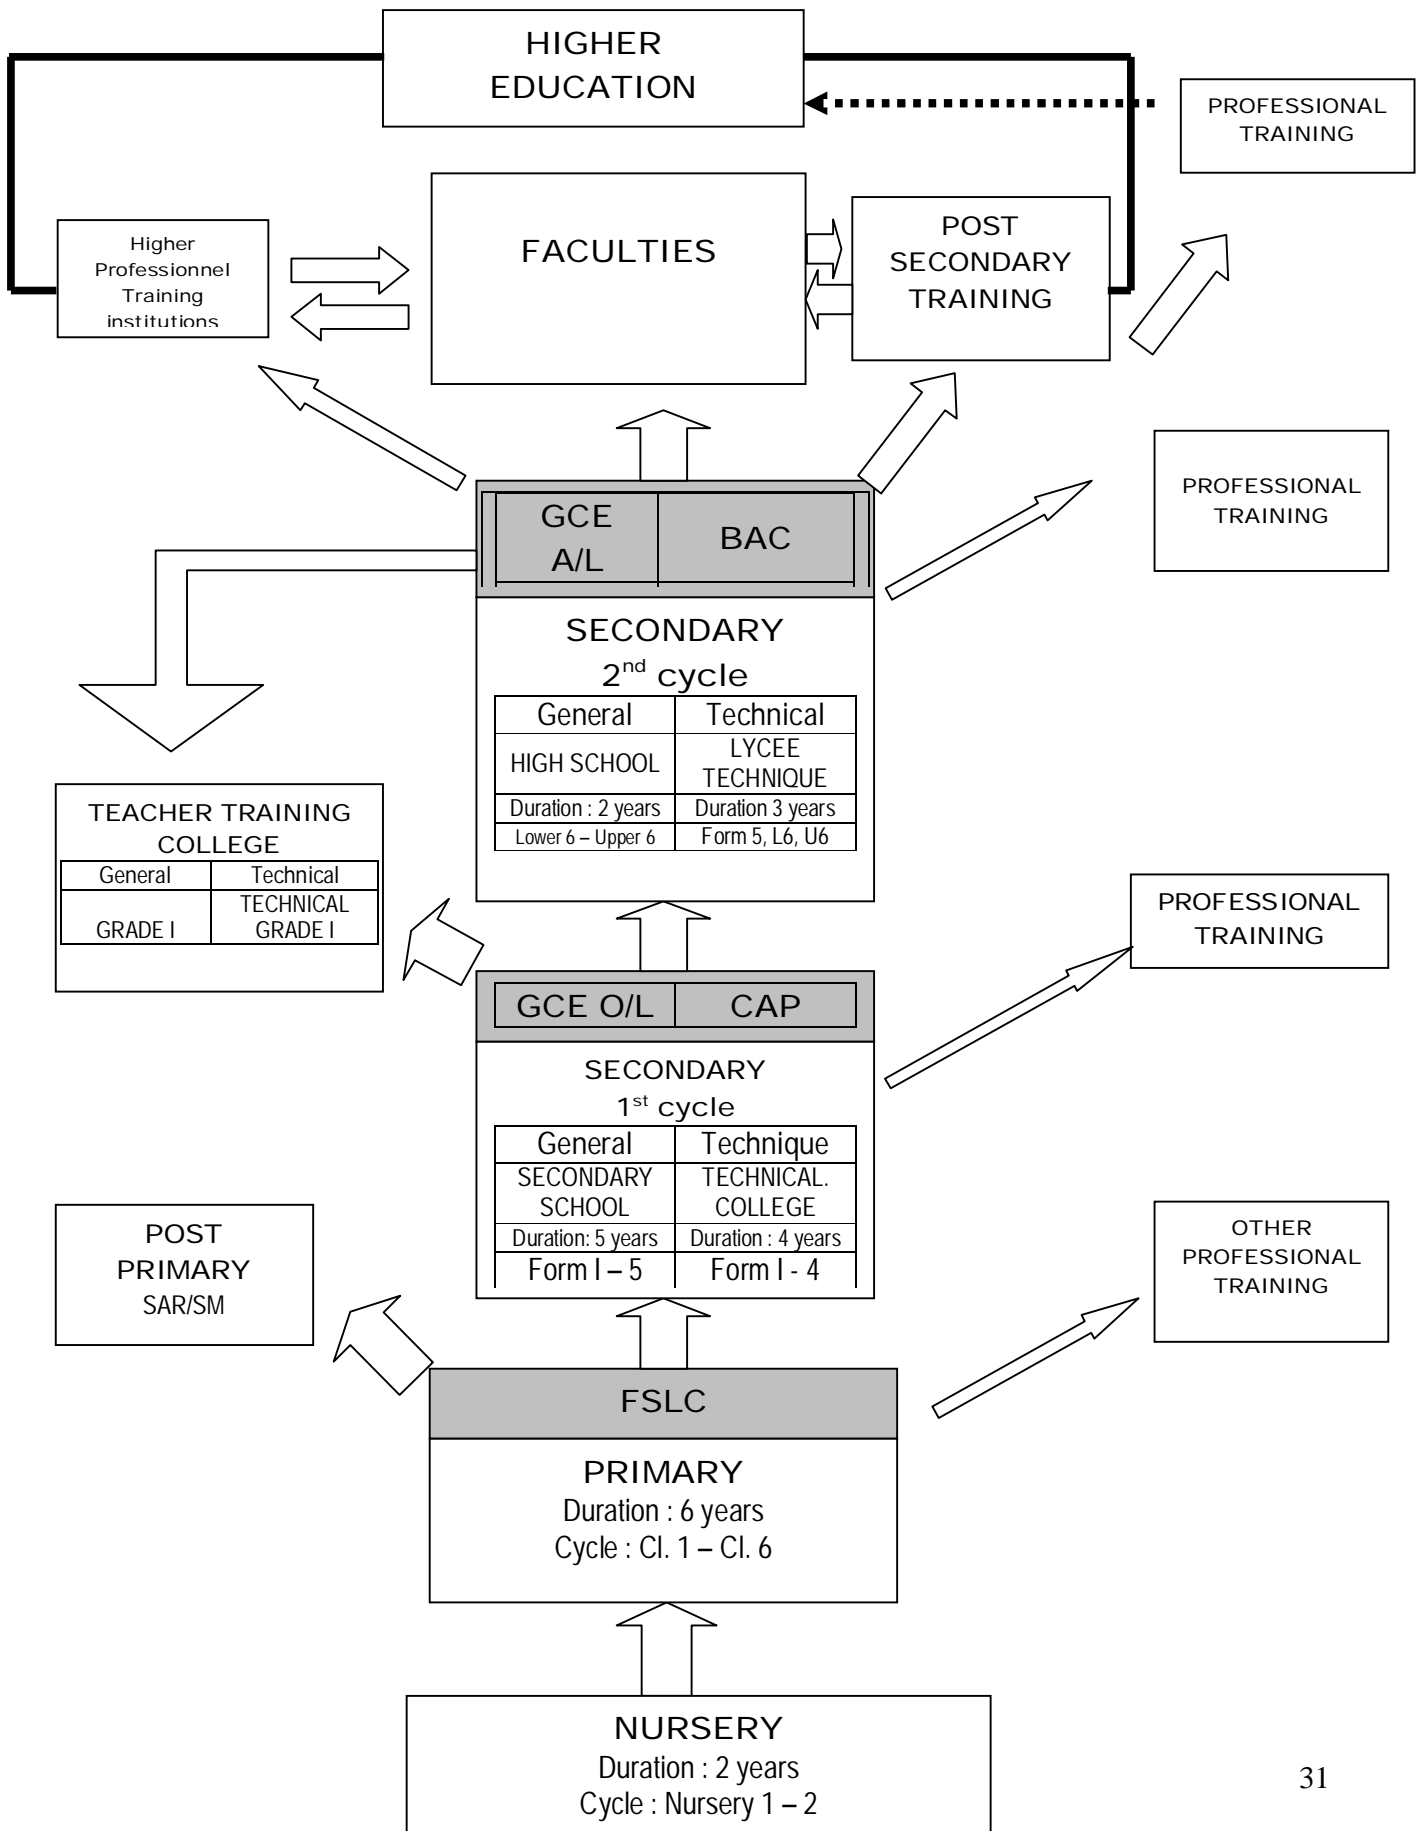 HIGHER
EDUCATION
PROFESSIONAL
TRAINING
Higher
Professionnel
Training
institutions
FACULTIES
POST
SECONDARY
TRAINING
PROFESSIONAL
TRAINING
GCE
A/L
BAC
SECONDARY
2nd cycle
General Technical
HIGH SCHOOL
LYCEE
TECHNIQUE
Duration : 2 years Duration 3 years
Lower 6 – Upper 6 Form 5, L6, U6
TEACHER TRAINING
COLLEGE
General Technical
GRADE I
TECHNICAL
GRADE I
PROFESSIONAL
TRAINING
GCE O/L CAP
SECONDARY
1st cycle
General Technique
SECONDARY
SCHOOL
TECHNICAL.
COLLEGE
Duration: 5 years Duration : 4 years
Form I – 5 Form I - 4
POST
PRIMARY
SAR/SM
OTHER
PROFESSIONAL
TRAINING
FSLC
PRIMARY
Duration : 6 years
Cycle : Cl. 1 – Cl. 6
NURSERY
Duration : 2 years
Cycle : Nursery 1 – 2
31